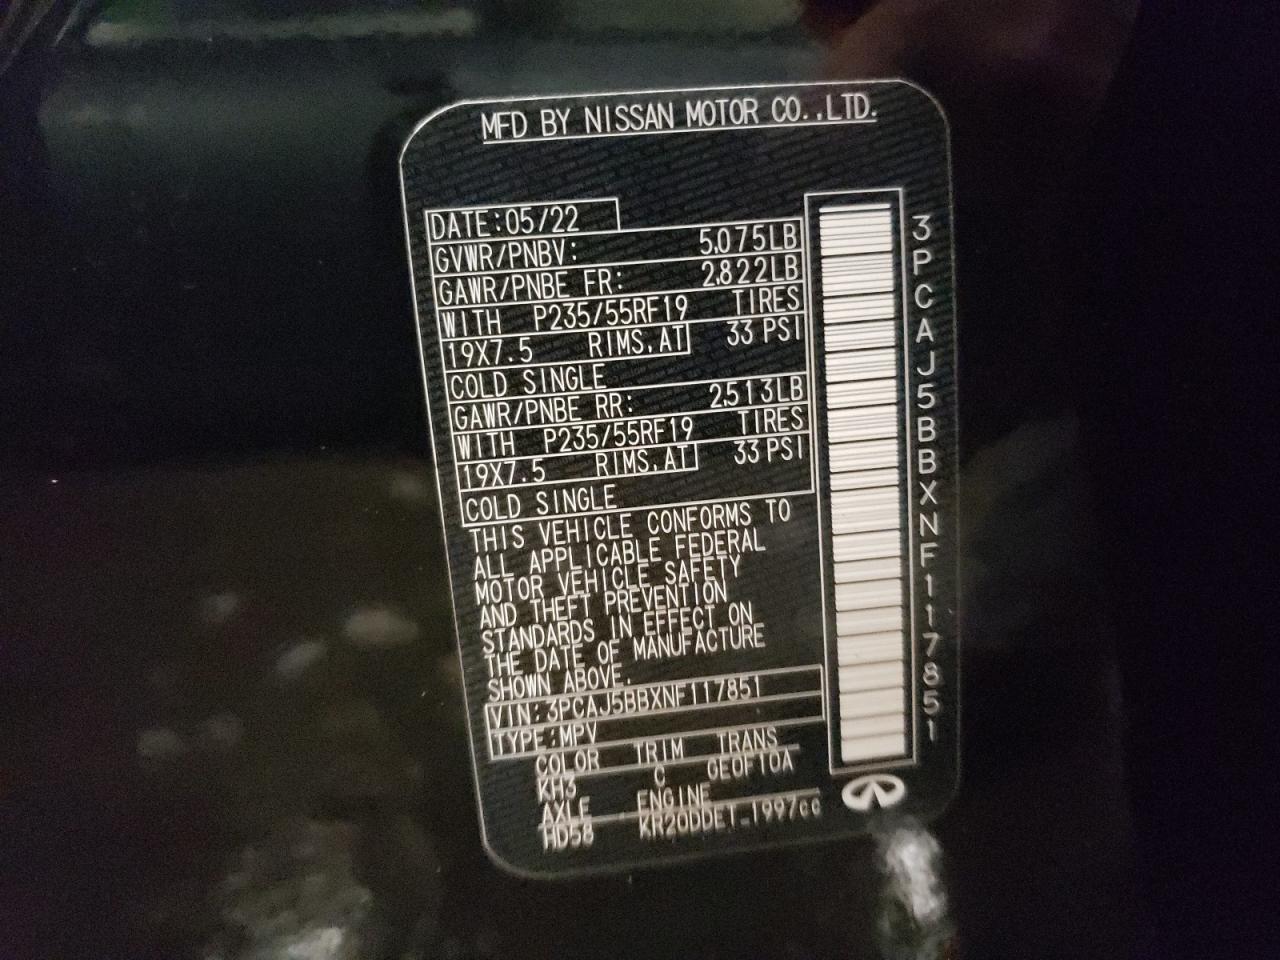 MFD BY NISSAN MOTOR CO.,LTD.
DATE:05/22
GVWR/PNBV: 5,075LB
GAWR/PNBE FR: 2,822LB
WITH P235/55RF19 TIRES
19X7.5 RIMS,AT 33 PSI
COLD SINGLE
GAWR/PNBE RR: 2,513LB
WITH P235/55RF19 TIRES
19X7.5 RIMS,AT 33 PSI
COLD SINGLE
THIS VEHICLE CONFORMS TO
ALL APPLICABLE FEDERAL
MOTOR VEHICLE SAFETY
AND THEFT PREVENTION
STANDARDS IN EFFECT ON
THE DATE OF MANUFACTURE
SHOWN ABOVE.
VIN:3PCAJ5BBXNF117851
TYPE:MPV
COLOR TRIM TRANS
KH3 C GE0F10A
AXLE ENGINE
HD58 KR20DDET-1997cc
3PCAJ5BBXNF117851